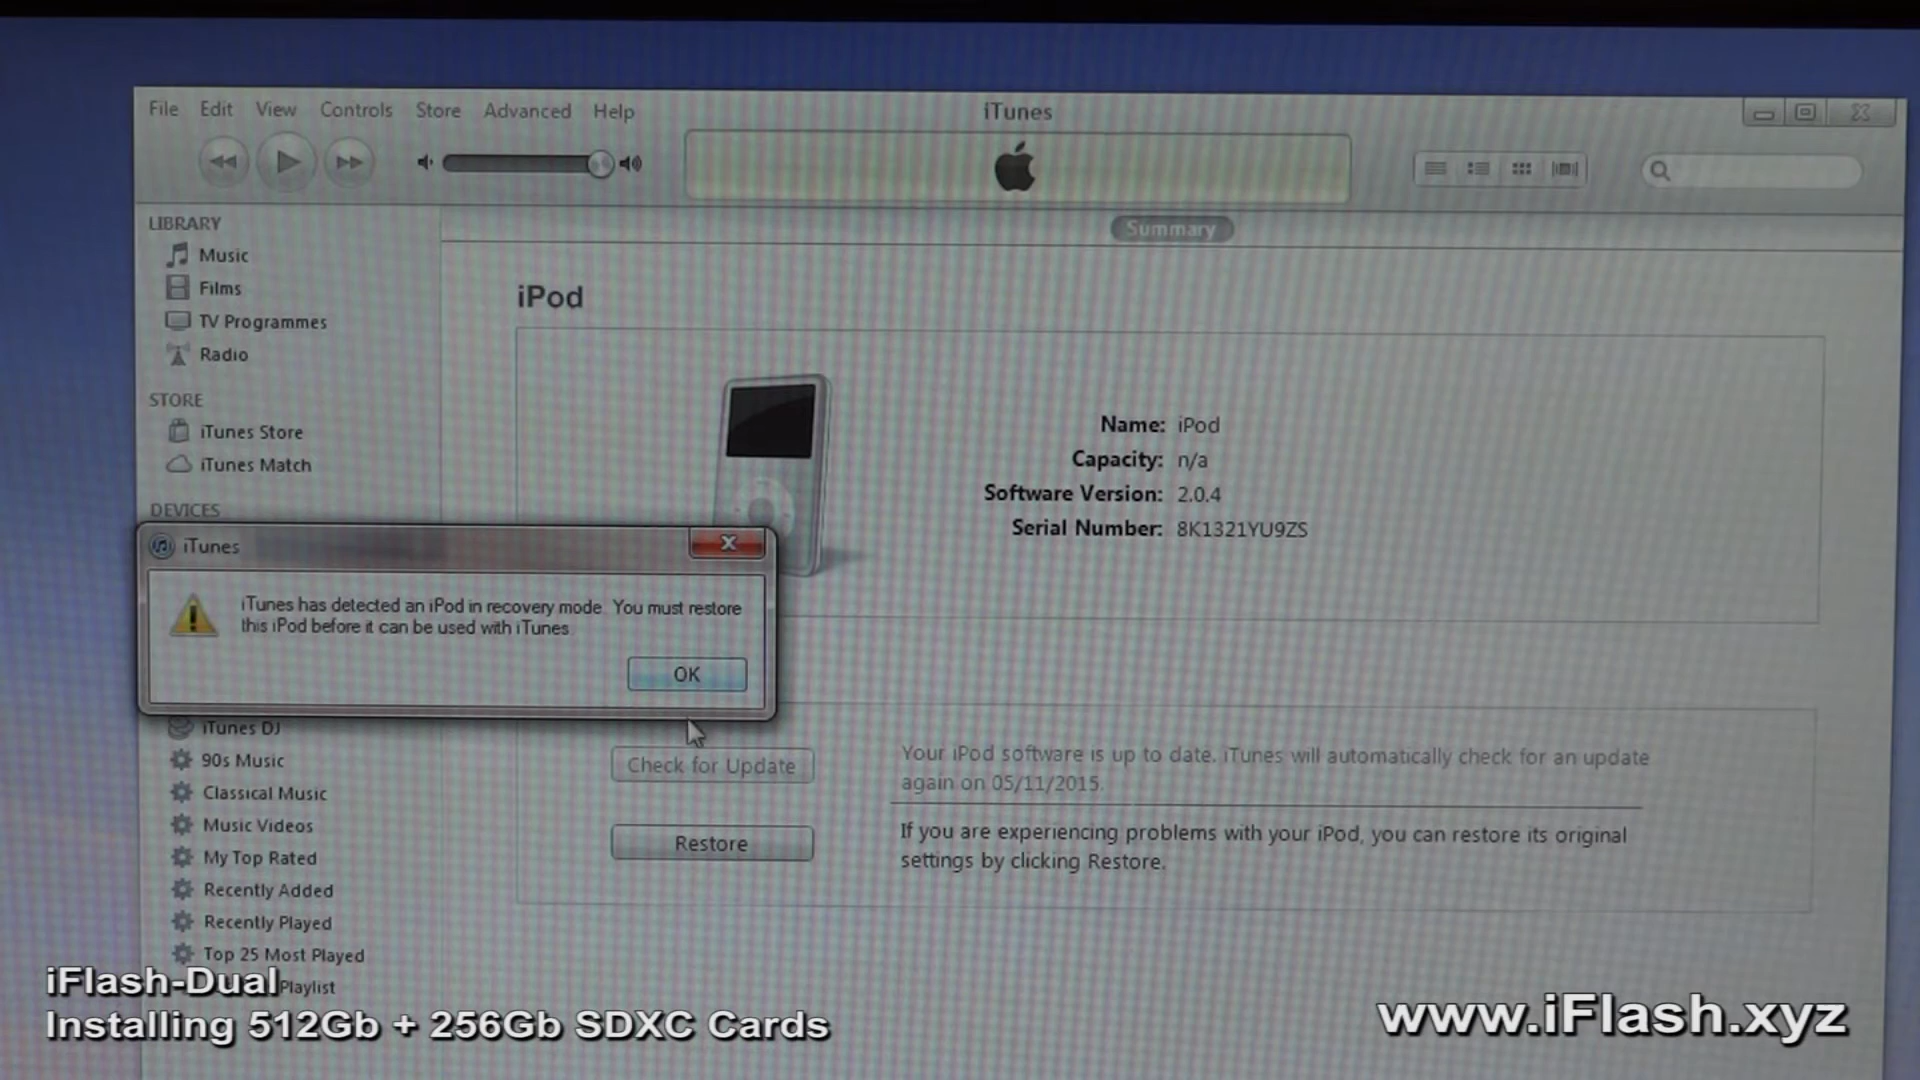 File Edit View Controls Store Advanced Help
iTunes
Summary
LIBRARY
Music
Films
TV Programmes
Radio
STORE
iTunes Store
iTunes Match
DEVICES
iPod
Name: iPod
Capacity: n/a
Software Version: 2.0.4
Serial Number: 8K1321YU9ZS
iTunes
iTunes has detected an iPod in recovery mode. You must restore
this iPod before it can be used with iTunes.
OK
iTunes DJ
90s Music
Classical Music
Music Videos
My Top Rated
Recently Added
Recently Played
Top 25 Most Played
Playlist
Check for Update
Your iPod software is up to date. iTunes will automatically check for an update
again on 05/11/2015.
Restore
If you are experiencing problems with your iPod, you can restore its original
settings by clicking Restore.
iFlash-Dual
Installing 512Gb + 256Gb SDXC Cards
www.iFlash.xyz